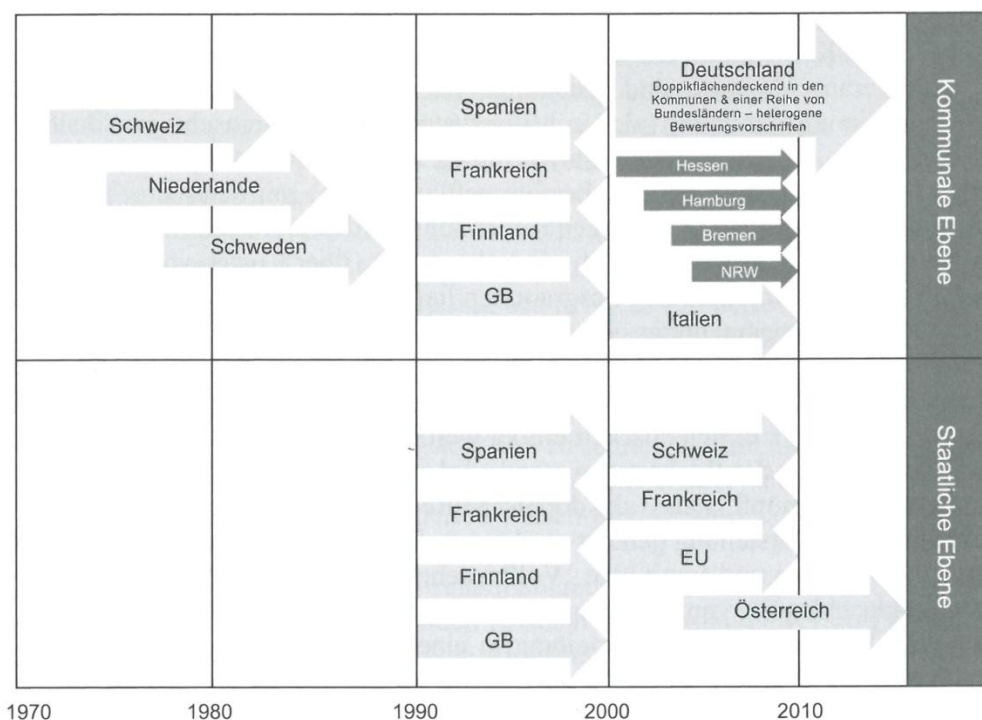 Schweiz
Niederlande
Schweden
Spanien
Frankreich
Finnland
GB
Deutschland
Doppikflächendeckend in den
Kommunen & einer Reihe von
Bundesländern – heterogene
Bewertungsvorschriften
Hessen
Hamburg
Bremen
NRW
Italien
Kommunale Ebene
Spanien
Frankreich
Finnland
GB
Schweiz
Frankreich
EU
Österreich
Staatliche Ebene
1970
1980
1990
2000
2010